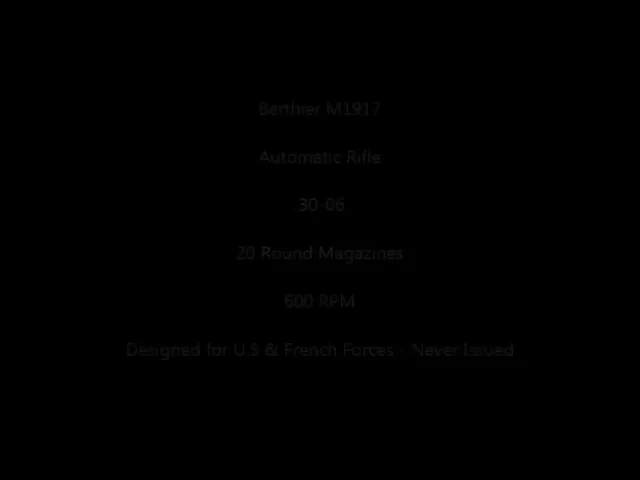 Berthier M1917
Automatic Rifle
.30-06
20 Round Magazines
600 RPM
Designed for U.S & French Forces - Never Issued